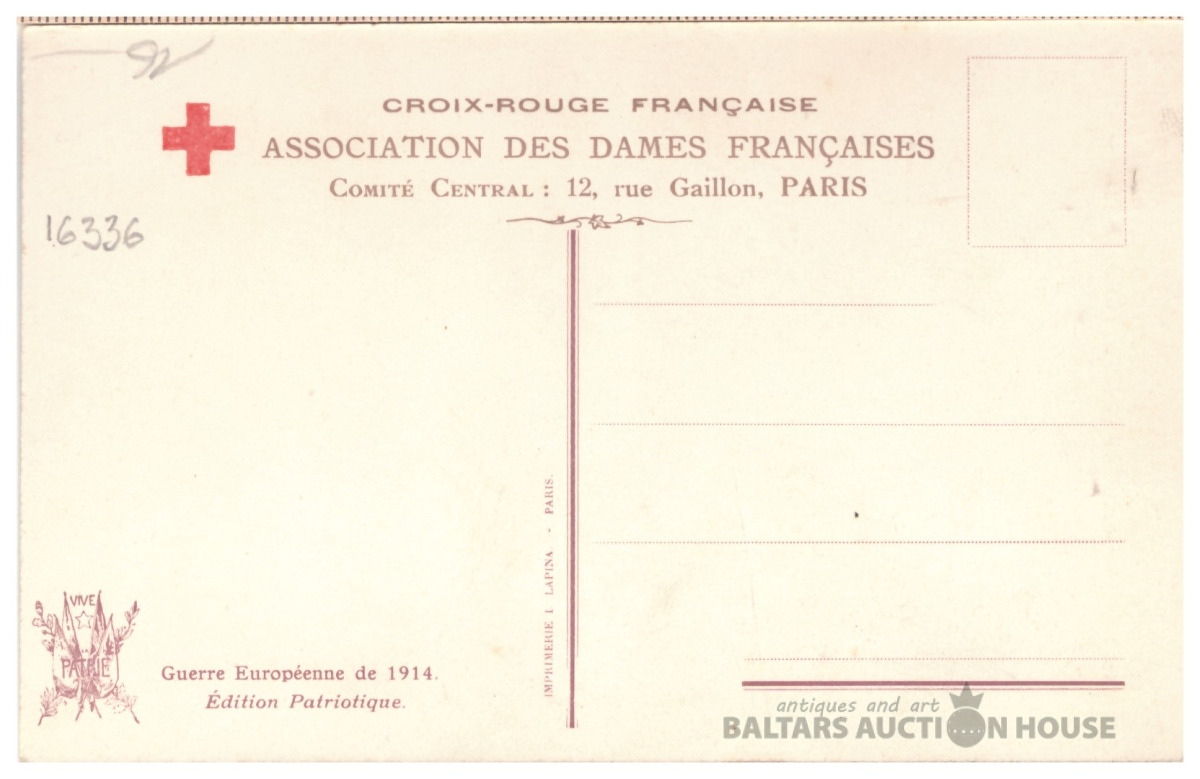 CROIX-ROUGE FRANÇAISE
ASSOCIATION DES DAMES FRANÇAISES
COMITÉ CENTRAL : 12, rue Gaillon, PARIS
16336
IMPRIMERIE I LAPINA - PARIS.
VIVE
PATRIE
Guerre Européenne de 1914.
Édition Patriotique.
antiques and art
BALTARS AUCTION HOUSE